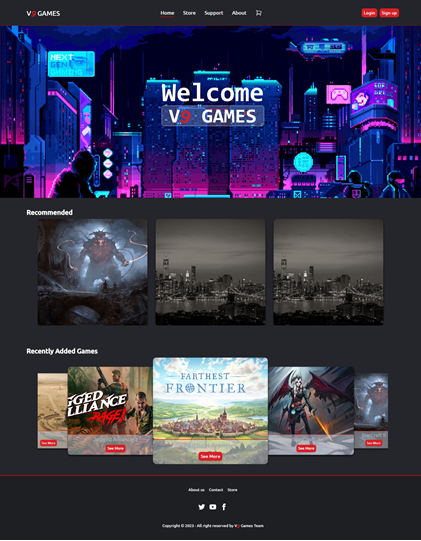 V9 GAMES
Home Store Support About
Login Sign up
NEXT
GEN
GAMING
Welcome
V9 GAMES
Recommended
Recently Added Games
JAGGED
ALLIANCE
RAGE!
FARTHEST
FRONTIER
See More
See More
See More
See More
See More
About us Contact Store
Copyright © 2023 - All right reserved by V9 Games Team